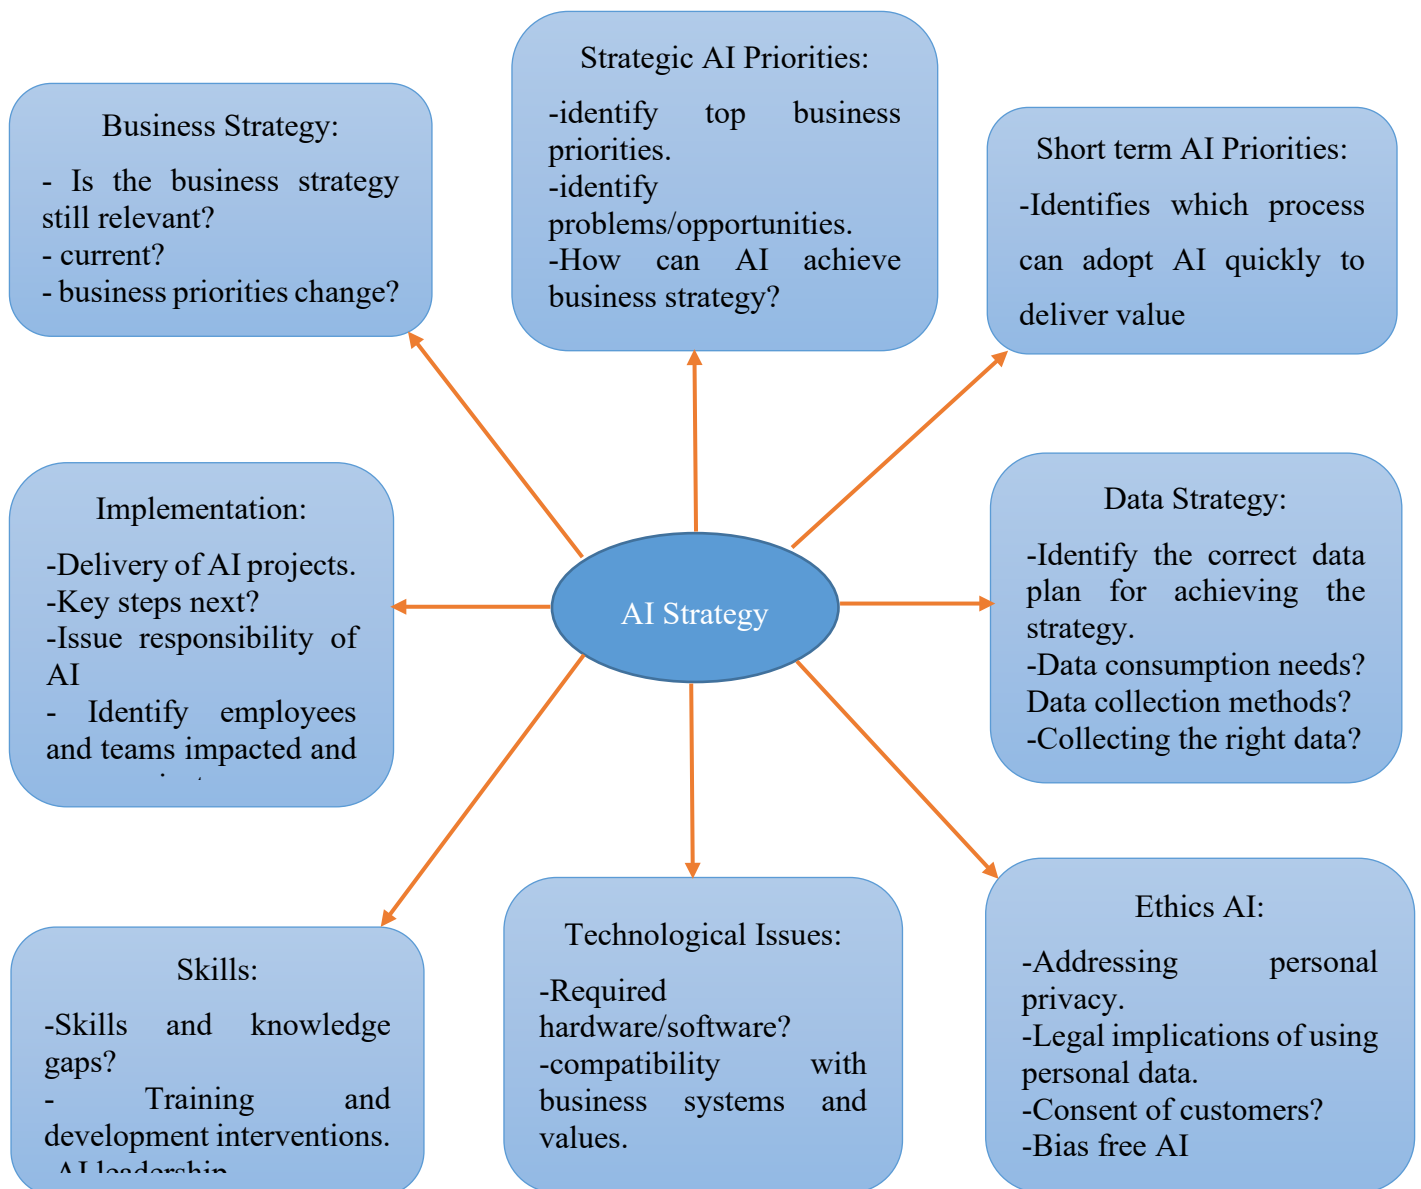 Business Strategy:
- Is the business strategy
still relevant?
- current?
- business priorities change?
Strategic AI Priorities:
-identify top business
priorities.
-identify
problems/opportunities.
-How can AI achieve
business strategy?
Short term AI Priorities:
-Identifies which process
can adopt AI quickly to
deliver value
Implementation:
-Delivery of AI projects.
-Key steps next?
-Issue responsibility of
AI
- Identify employees
and teams impacted and
AI Strategy
Data Strategy:
-Identify the correct data
plan for achieving the
strategy.
-Data consumption needs?
Data collection methods?
-Collecting the right data?
Skills:
-Skills and knowledge
gaps?
- Training and
development interventions.
-AI leadership
Technological Issues:
-Required
hardware/software?
-compatibility with
business systems and
values.
Ethics AI:
-Addressing personal
privacy.
-Legal implications of using
personal data.
-Consent of customers?
-Bias free AI